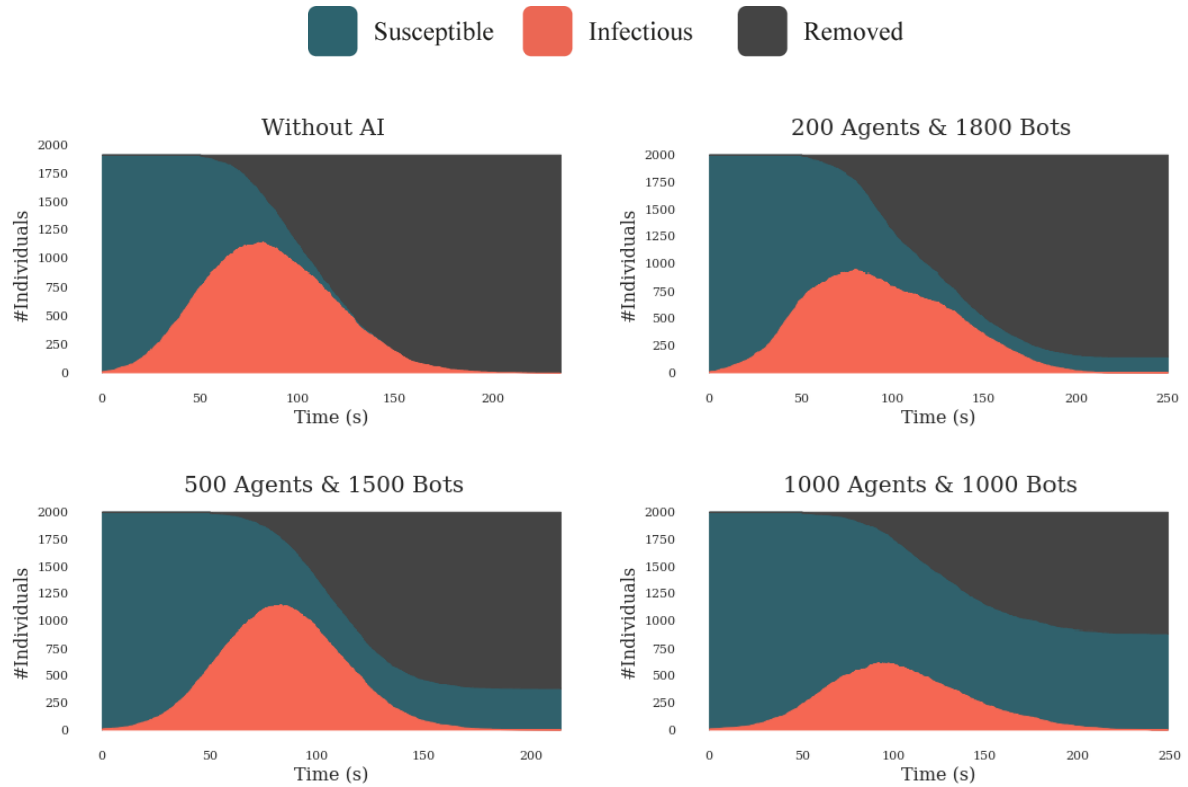 Susceptible Infectious Removed
Without AI
2000
1750
1500
1250
1000
750
500
250
0
#Individuals
0 50 100 150 200
Time (s)
200 Agents & 1800 Bots
2000
1750
1500
1250
1000
750
500
250
0
#Individuals
0 50 100 150 200 250
Time (s)
500 Agents & 1500 Bots
2000
1750
1500
1250
1000
750
500
250
0
#Individuals
0 50 100 150 200
Time (s)
1000 Agents & 1000 Bots
2000
1750
1500
1250
1000
750
500
250
0
#Individuals
0 50 100 150 200 250
Time (s)